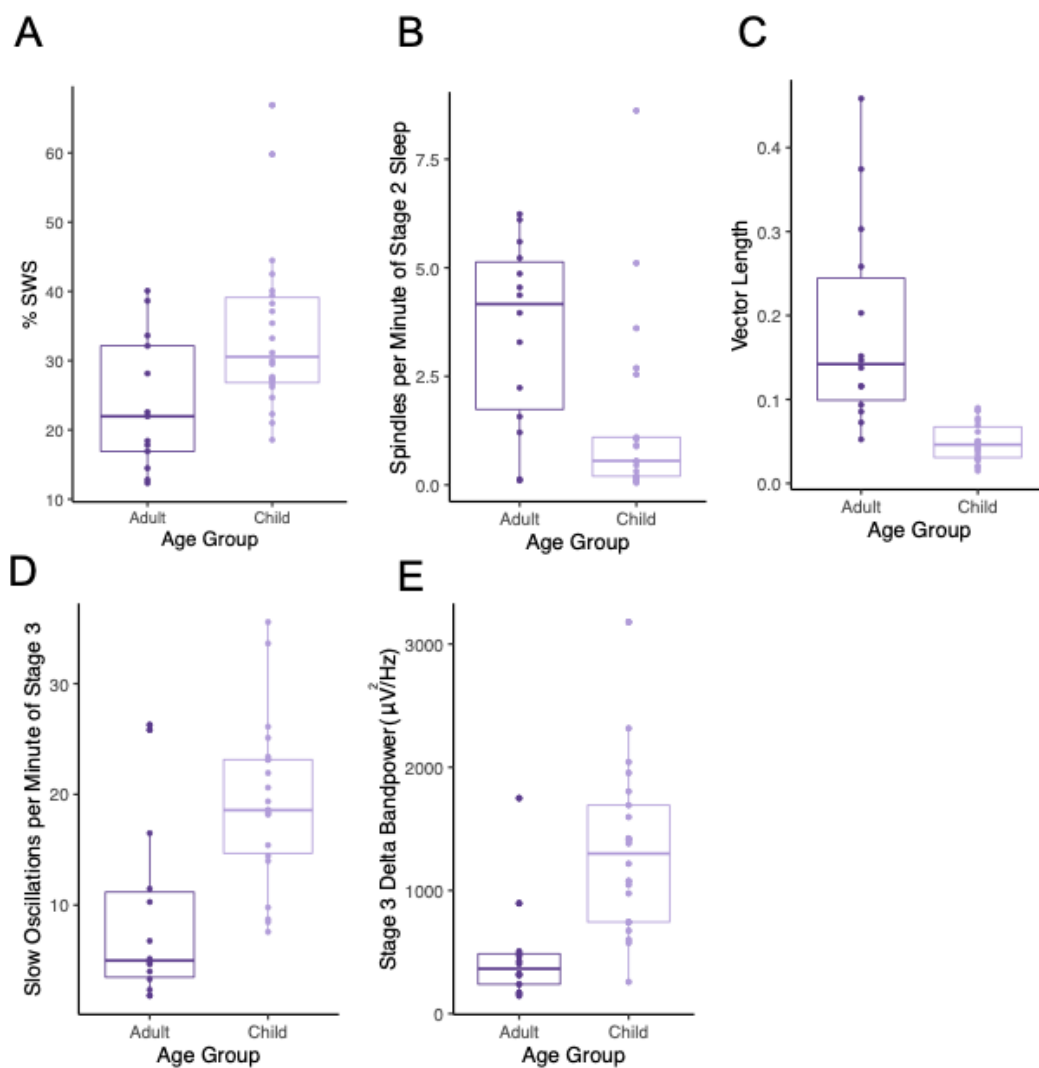 A
% SWS
60
50
40
30
20
10
Adult
Child
Age Group
B
Spindles per Minute of Stage 2 Sleep
7.5
5.0
2.5
0.0
Adult
Child
Age Group
C
Vector Length
0.4
0.3
0.2
0.1
0.0
Adult
Child
Age Group
D
Slow Oscillations per Minute of Stage 3
30
20
10
Adult
Child
Age Group
E
Stage 3 Delta Bandpower (µV²/Hz)
3000
2000
1000
0
Adult
Child
Age Group